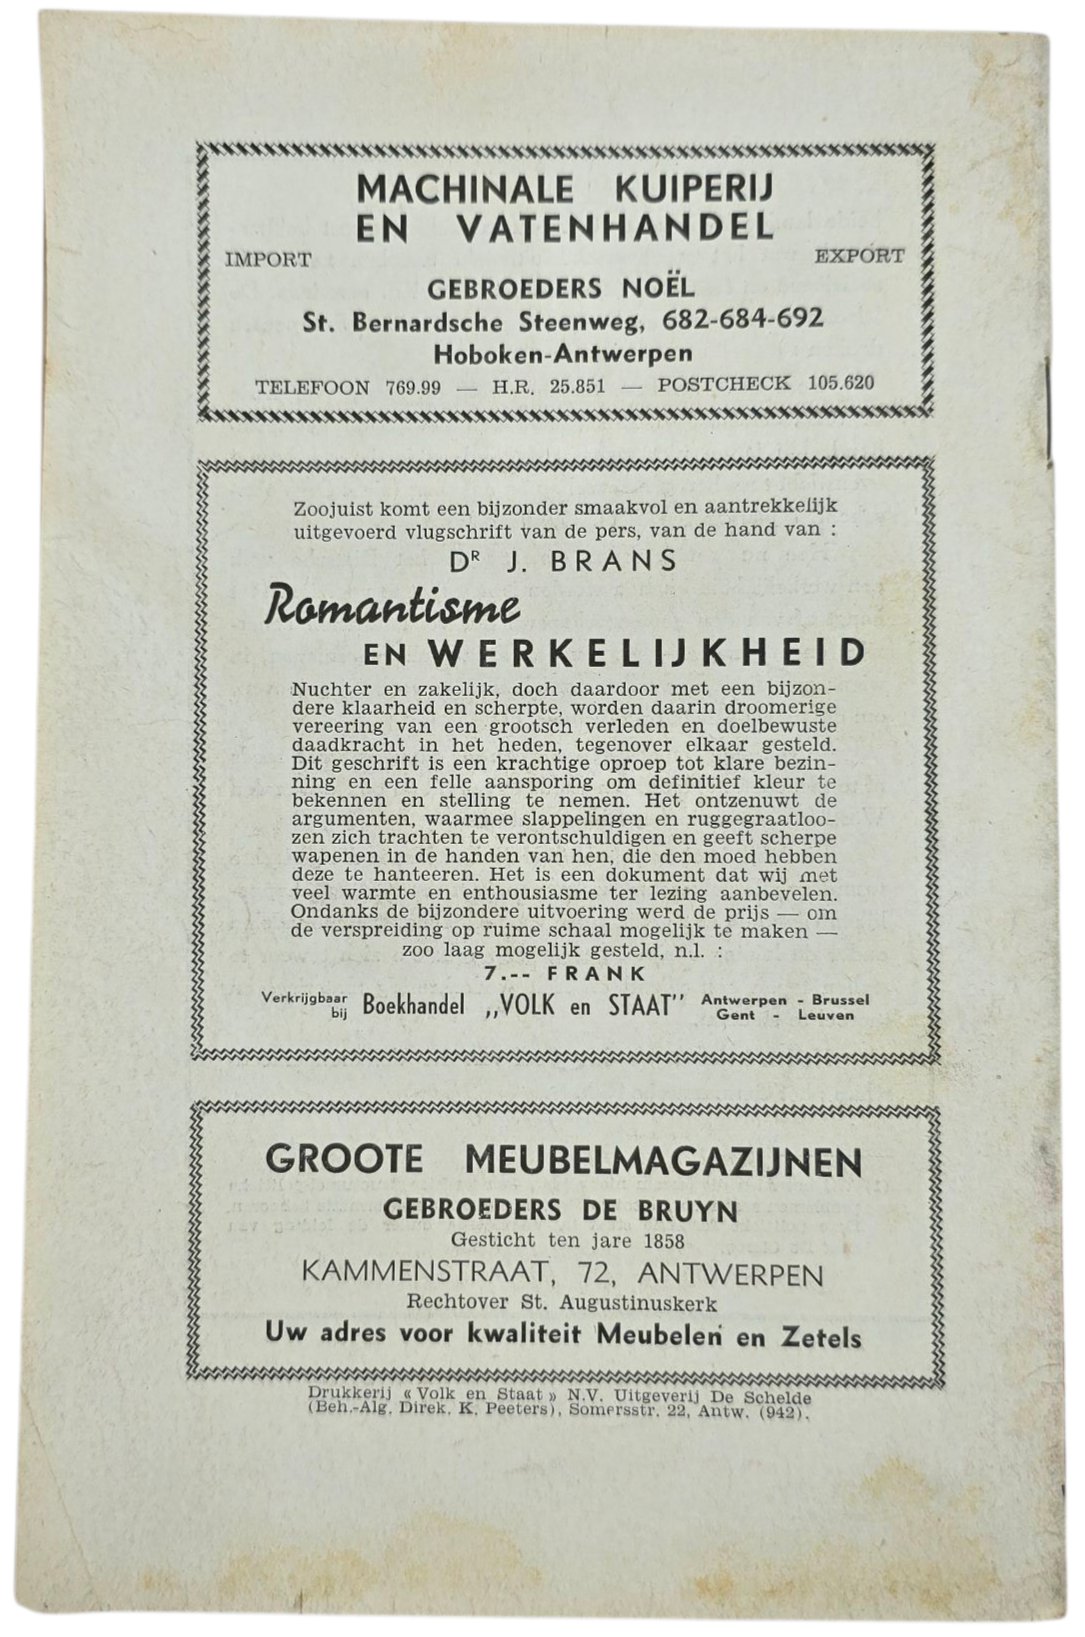 MACHINALE KUIPERIJ
EN VATENHANDEL
IMPORT EXPORT
GEBROEDERS NOËL
St. Bernardsche Steenweg, 682-684-692
Hoboken-Antwerpen
TELEFOON 769.99 — H.R. 25.851 — POSTCHECK 105.620
Zoojuist komt een bijzonder smaakvol en aantrekkelijk
uitgevoerd vlugschrift van de pers, van de hand van :
DR J. BRANS
Romantisme
EN WERKELIJKHEID
Nuchter en zakelijk, doch daardoor met een bijzon-
dere klaarheid en scherpte, worden daarin droomerige
vereering van een grootsch verleden en doelbewuste
daadkracht in het heden, tegenover elkaar gesteld.
Dit geschrift is een krachtige oproep tot klare bezin-
ning en een felle aansporing om definitief kleur te
bekennen en stelling te nemen. Het ontzenuwt de
argumenten, waarmee slappelingen en ruggegraatloo-
zen zich trachten te verontschuldigen en geeft scherpe
wapenen in de handen van hen, die den moed hebben
deze te hanteeren. Het is een dokument dat wij met
veel warmte en enthousiasme ter lezing aanbevelen.
Ondanks de bijzondere uitvoering werd de prijs — om
de verspreiding op ruime schaal mogelijk te maken —
zoo laag mogelijk gesteld, n.l. :
7.-- FRANK
Verkrijgbaar bij Boekhandel „VOLK en STAAT" Antwerpen - Brussel
Gent - Leuven
GROOTE MEUBELMAGAZIJNEN
GEBROEDERS DE BRUYN
Gesticht ten jare 1858
KAMMENSTRAAT, 72, ANTWERPEN
Rechtover St. Augustinuskerk
Uw adres voor kwaliteit Meubelen en Zetels
Drukkerij « Volk en Staat » N.V. Uitgeverij De Schelde
(Beh.-Alg. Direk. K. Peeters), Somersstr. 22, Antw. (942).